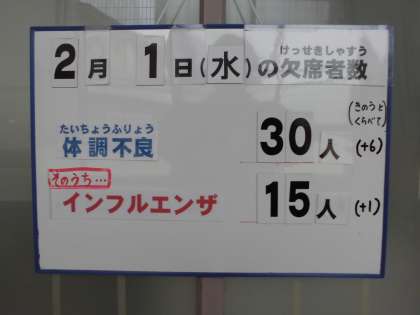 けっせきしゃすう
2月 1日(水)の欠席者数
(きのうと
くらべて)
たいちょうふりょう
体調不良 30人 (+6)
そのうち…
インフルエンザ 15人 (+1)